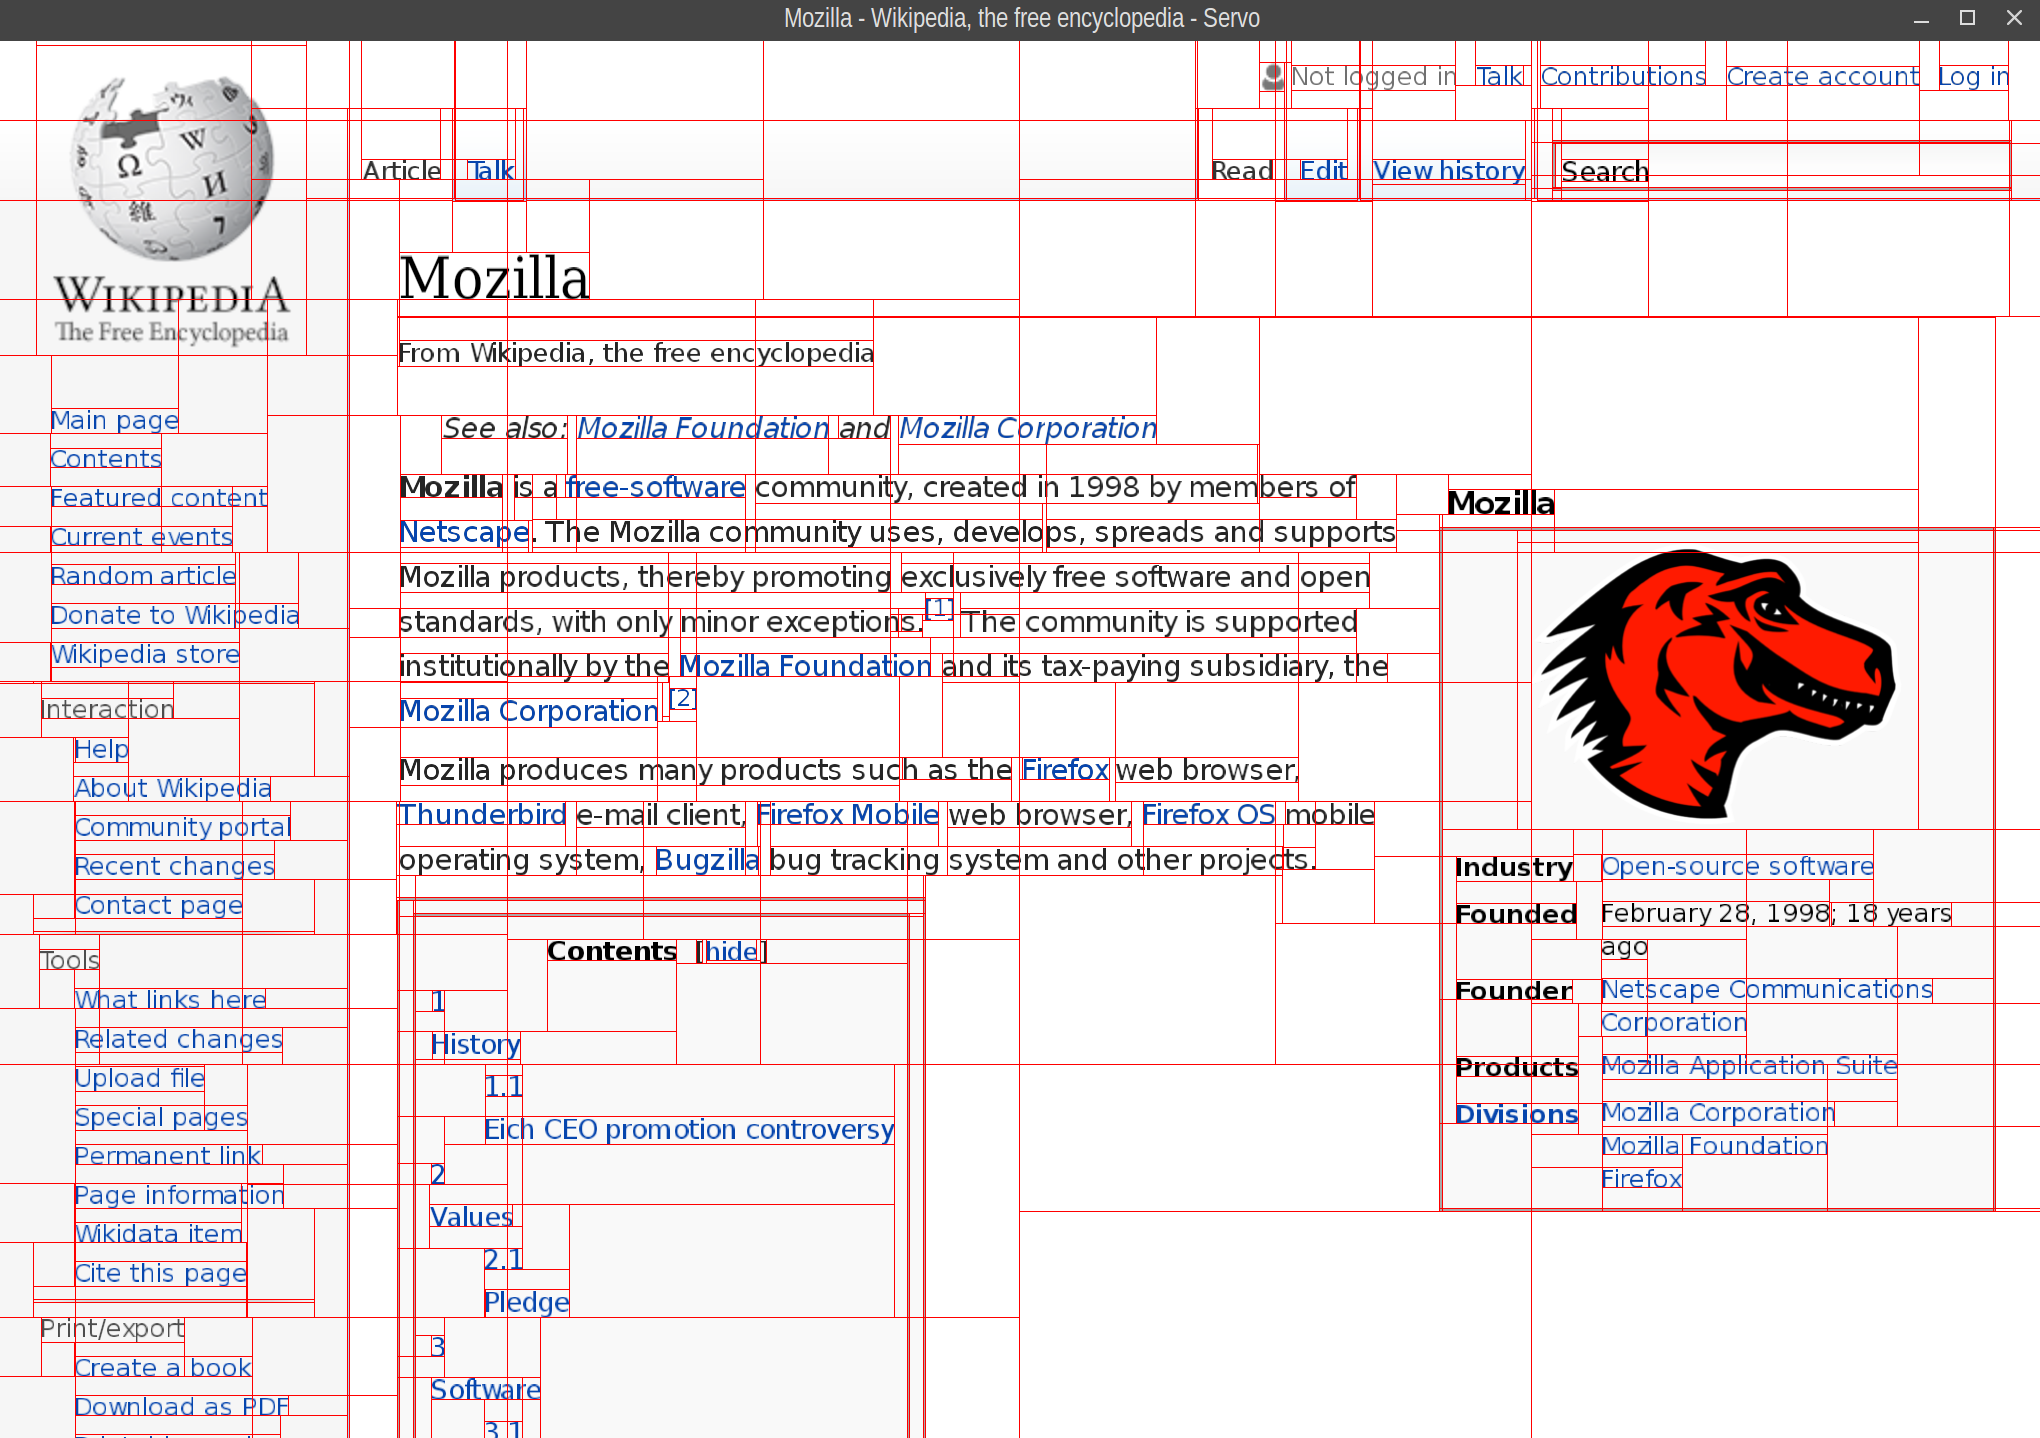 Mozilla - Wikipedia, the free encyclopedia - Servo
Not logged in Talk Contributions Create account Log in
Article Talk Read Edit View history Search
WIKIPEDIA
The Free Encyclopedia
Main page
Contents
Featured content
Current events
Random article
Donate to Wikipedia
Wikipedia store
Interaction
Help
About Wikipedia
Community portal
Recent changes
Contact page
Tools
What links here
Related changes
Upload file
Special pages
Permanent link
Page information
Wikidata item
Cite this page
Print/export
Create a book
Download as PDF
Mozilla
From Wikipedia, the free encyclopedia
See also: Mozilla Foundation and Mozilla Corporation
Mozilla is a free-software community, created in 1998 by members of
Netscape. The Mozilla community uses, develops, spreads and supports
Mozilla products, thereby promoting exclusively free software and open
standards, with only minor exceptions.[1] The community is supported
institutionally by the Mozilla Foundation and its tax-paying subsidiary, the
Mozilla Corporation.[2]
Mozilla produces many products such as the Firefox web browser,
Thunderbird e-mail client, Firefox Mobile web browser, Firefox OS mobile
operating system, Bugzilla bug tracking system and other projects.
Contents [hide]
1
History
1.1
Eich CEO promotion controversy
2
Values
2.1
Pledge
3
Software
3.1
Mozilla
Industry Open-source software
Founded February 28, 1998; 18 years
ago
Founder Netscape Communications
Corporation
Products Mozilla Application Suite
Divisions Mozilla Corporation
Mozilla Foundation
Firefox